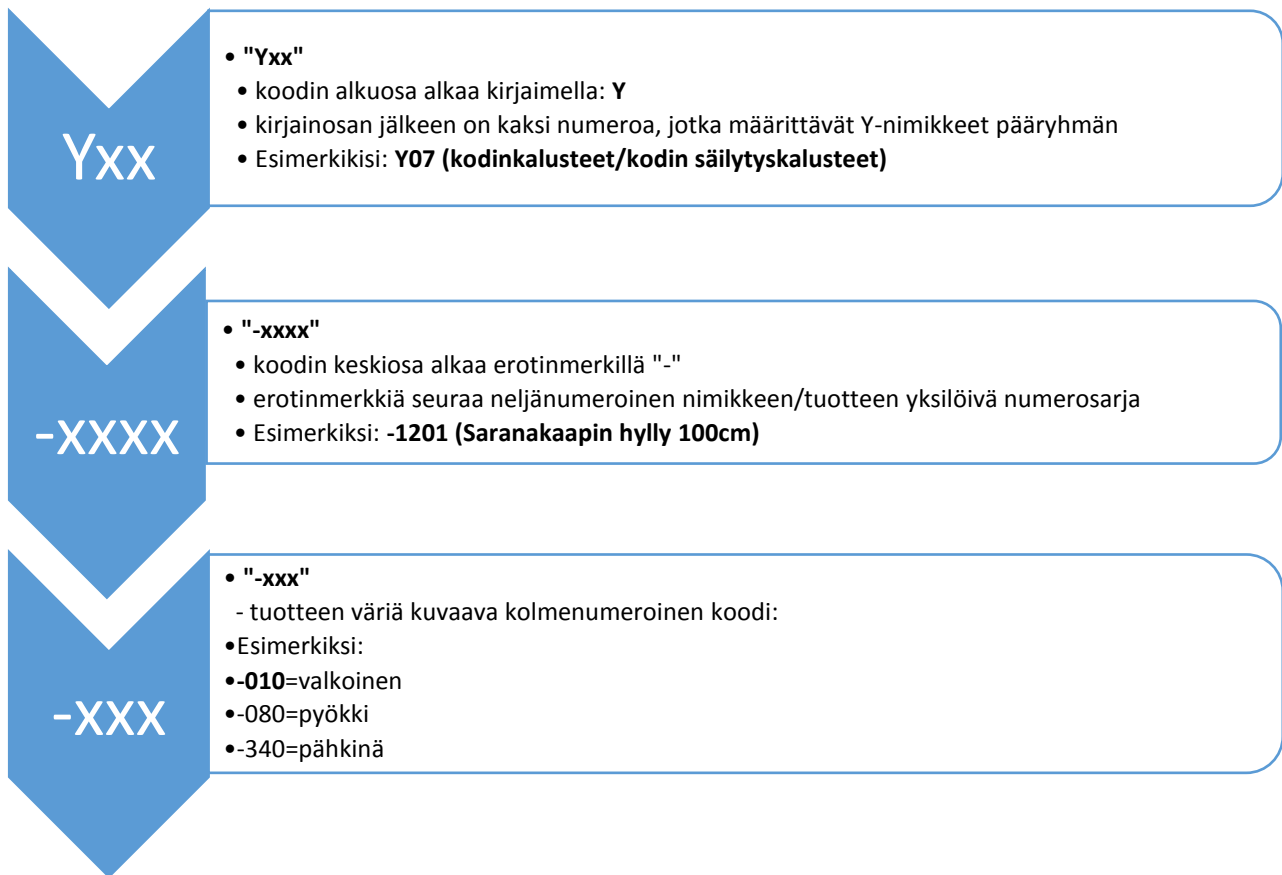 Yxx
• "Yxx"
• koodin alkuosa alkaa kirjaimella: Y
• kirjainosan jälkeen on kaksi numeroa, jotka määrittävät Y-nimikkeet pääryhmän
• Esimerkikisi: Y07 (kodinkalusteet/kodin säilytyskalusteet)
-xxxx
• "-xxxx"
• koodin keskiosa alkaa erotinmerkillä "-"
• erotinmerkkiä seuraa neljänumeroinen nimikkeen/tuotteen yksilöivä numerosarja
• Esimerkiksi: -1201 (Saranakaapin hylly 100cm)
-xxx
• "-xxx"
- tuotteen väriä kuvaava kolmenumeroinen koodi:
•Esimerkiksi:
•-010=valkoinen
•-080=pyökki
•-340=pähkinä